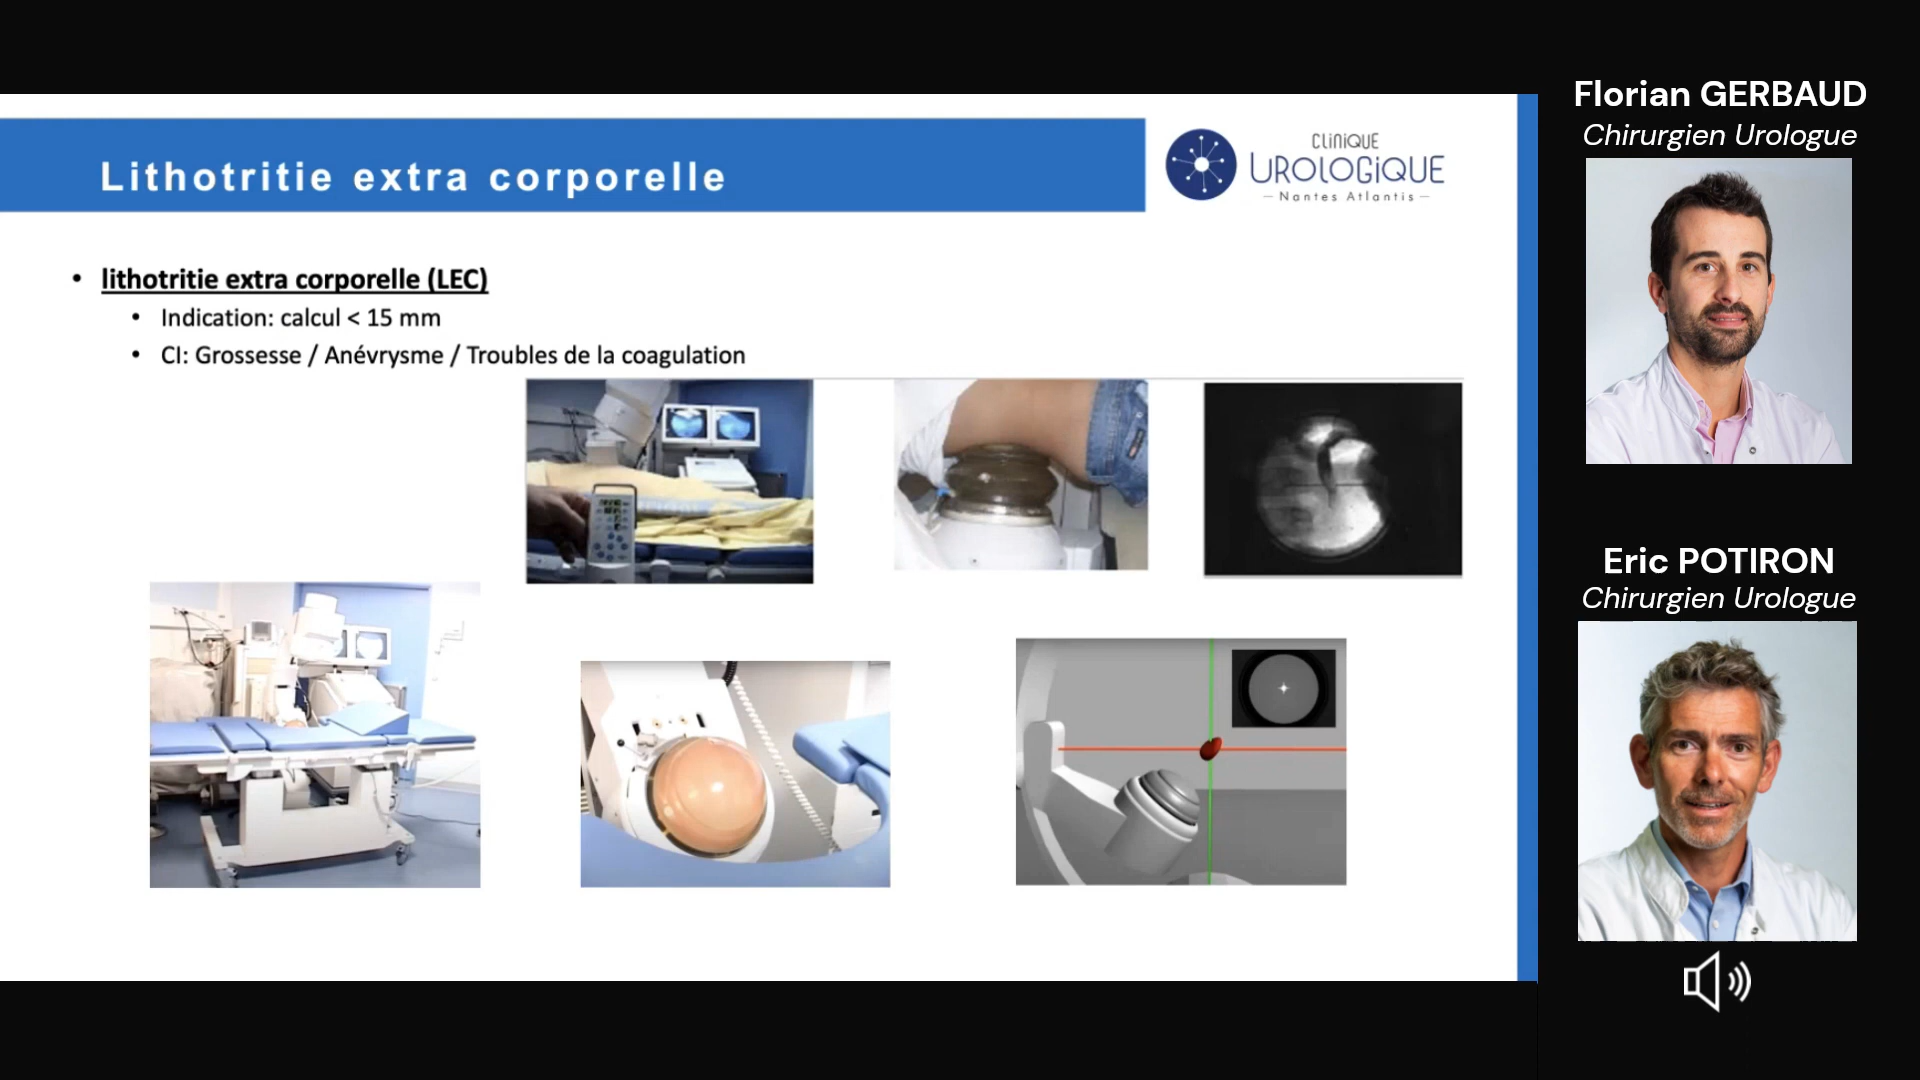 Lithotritie extra corporelle
CLiNiQUE
UROLOGiQUE
Nantes Atlantis
• lithotritie extra corporelle (LEC)
• Indication: calcul < 15 mm
• CI: Grossesse / Anévrysme / Troubles de la coagulation
Florian GERBAUD
Chirurgien Urologue
Eric POTIRON
Chirurgien Urologue